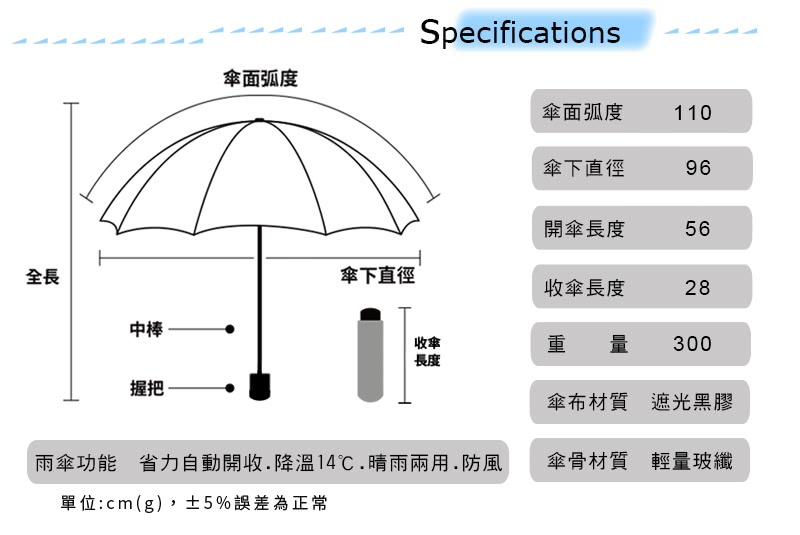 Specifications
傘面弧度
全長
傘下直徑
中棒
收傘
長度
握把
傘面弧度 110
傘下直徑 96
開傘長度 56
收傘長度 28
重量 300
傘布材質 遮光黑膠
傘骨材質 輕量玻纖
雨傘功能 省力自動開收.降溫14℃.晴雨兩用.防風
單位:cm(g)，±5%誤差為正常